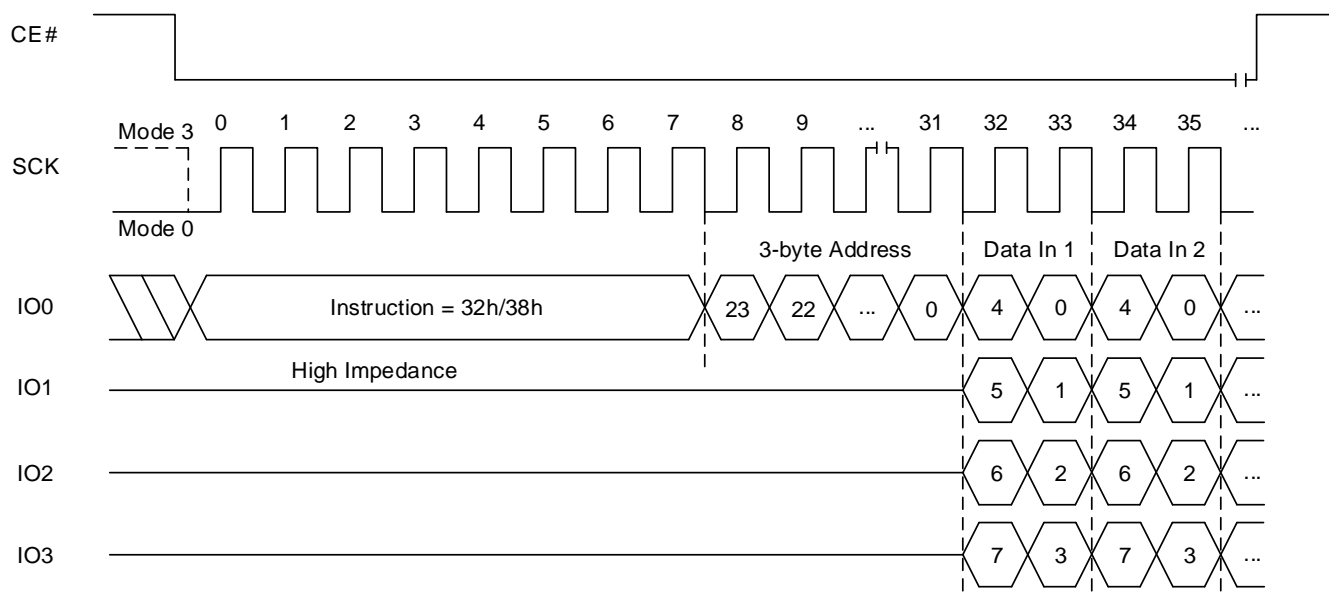 CE#
Mode 3 0 1 2 3 4 5 6 7 8 9 ... 31 32 33 34 35 ...
SCK
Mode 0
3-byte Address Data In 1 Data In 2
IO0 Instruction = 32h/38h 23 22 ... 0 4 0 4 0 ...
High Impedance
IO1 5 1 5 1 ...
IO2 6 2 6 2 ...
IO3 7 3 7 3 ...